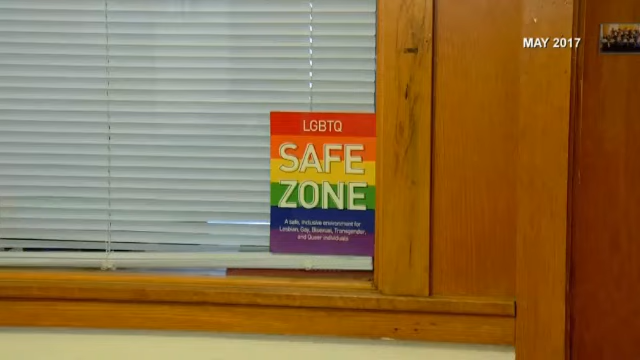 MAY 2017
LGBTQ
SAFE
ZONE
A safe, inclusive environment for
Lesbian, Gay, Bisexual, Transgender,
and Queer individuals